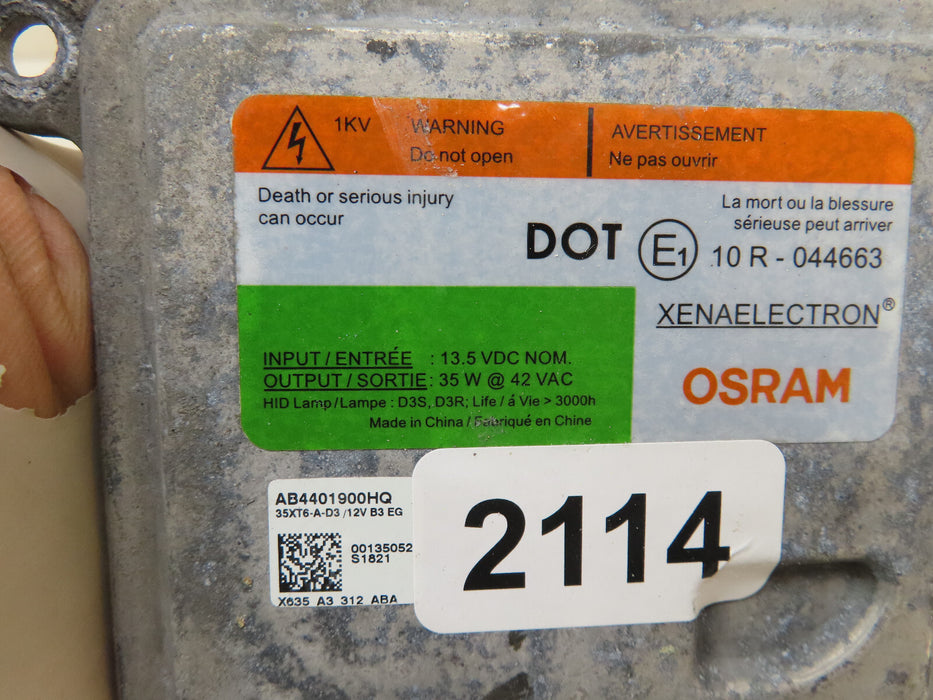 1KV WARNING
Do not open
AVERTISSEMENT
Ne pas ouvrir
Death or serious injury
can occur
La mort ou la blessure
sérieuse peut arriver
DOT E1 10 R - 044663
XENAELECTRON®
OSRAM
INPUT / ENTRÉE : 13.5 VDC NOM.
OUTPUT / SORTIE : 35 W @ 42 VAC
HID Lamp / Lampe : D3S, D3R; Life / á Vie > 3000h
Made in China / Fabriqué en Chine
AB4401900HQ
35XT6-A-D3 /12V B3 EG
00135052
S1821
X635 A3 312 ABA
2114